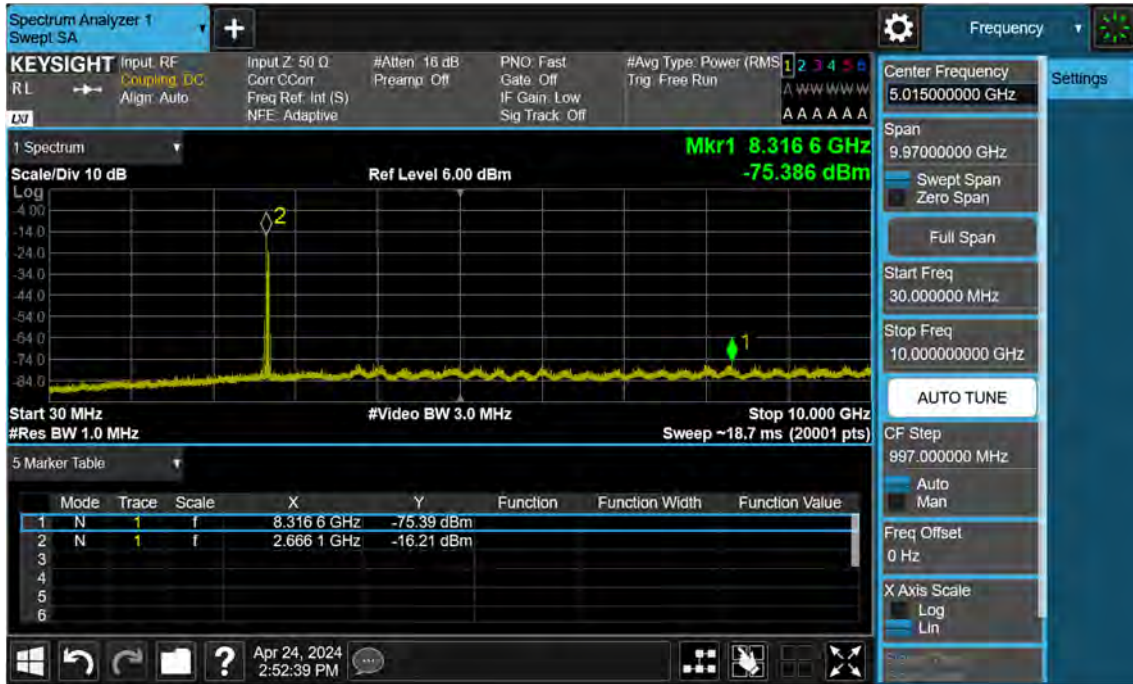 Spectrum Analyzer 1
Swept SA
+
Frequency
KEYSIGHT
RL
LXI
Input: RF
Coupling: DC
Align: Auto
Input Z: 50 Ω
Corr CCorr
Freq Ref: Int (S)
NFE: Adaptive
#Atten: 16 dB
Preamp: Off
PNO: Fast
Gate: Off
IF Gain: Low
Sig Track: Off
#Avg Type: Power (RMS
Trig: Free Run
1 2 3 4 5 6
A W W W W W
A A A A A A
1 Spectrum
Scale/Div 10 dB
Ref Level 6.00 dBm
Mkr1 8.316 6 GHz
-75.386 dBm
Log
-4.00
-14.0
-24.0
-34.0
-44.0
-54.0
-64.0
-74.0
-84.0
2
1
Start 30 MHz
#Video BW 3.0 MHz
Stop 10.000 GHz
#Res BW 1.0 MHz
Sweep ~18.7 ms (20001 pts)
5 Marker Table
Mode Trace Scale X Y Function Function Width Function Value
1 N 1 f 8.316 6 GHz -75.39 dBm
2 N 1 f 2.666 1 GHz -16.21 dBm
3
4
5
6
?
Apr 24, 2024
2:52:39 PM
Center Frequency
5.015000000 GHz
Span
9.97000000 GHz
Swept Span
Zero Span
Full Span
Start Freq
30.000000 MHz
Stop Freq
10.000000000 GHz
AUTO TUNE
CF Step
997.000000 MHz
Auto
Man
Freq Offset
0 Hz
X Axis Scale
Log
Lin
Settings